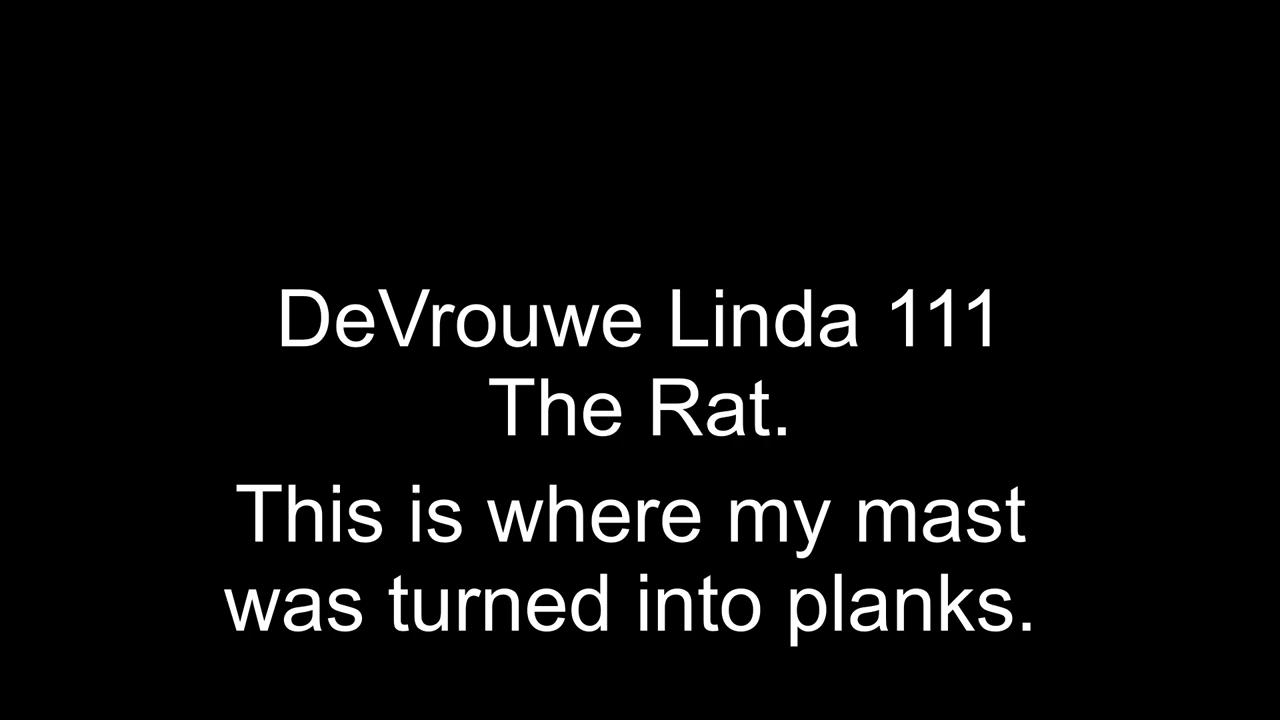 DeVrouwe Linda 111
The Rat.
This is where my mast
was turned into planks.